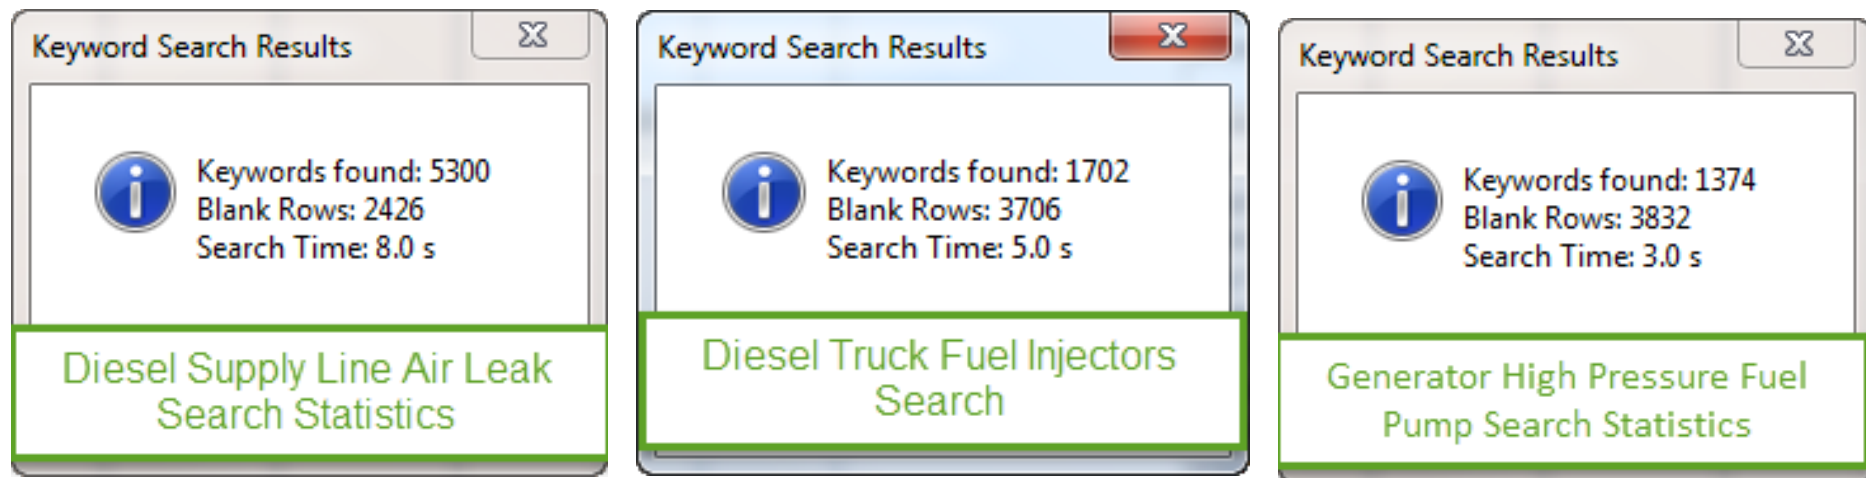 Keyword Search Results
Keywords found: 5300
Blank Rows: 2426
Search Time: 8.0 s
Diesel Supply Line Air Leak
Search Statistics
Keyword Search Results
Keywords found: 1702
Blank Rows: 3706
Search Time: 5.0 s
Diesel Truck Fuel Injectors
Search
Keyword Search Results
Keywords found: 1374
Blank Rows: 3832
Search Time: 3.0 s
Generator High Pressure Fuel
Pump Search Statistics